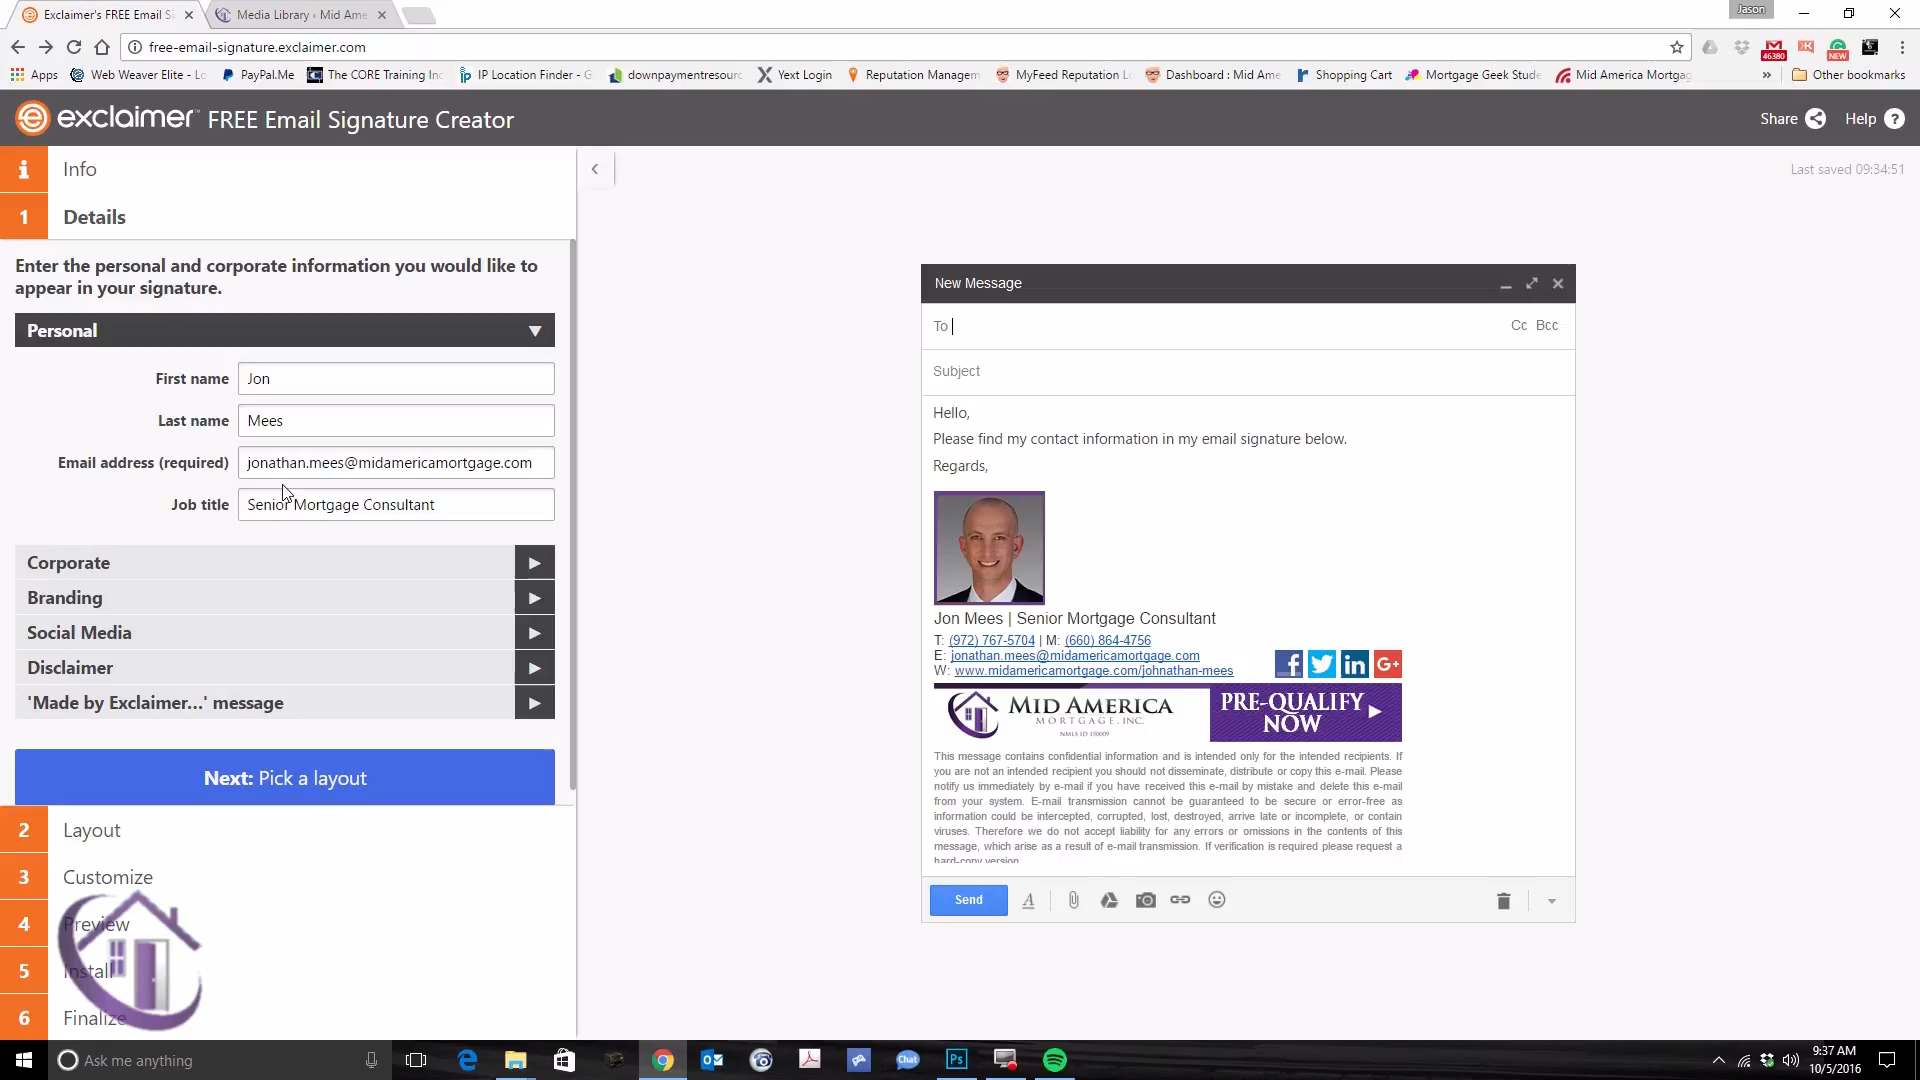 Exclaimer's FREE Email Si
Media Library ‹ Mid Ame
Jason
free-email-signature.exclaimer.com
46380
NEW
Apps
Web Weaver Elite - Lo
PayPal.Me
The CORE Training Inc
IP Location Finder - G
downpaymentresourc
Yext Login
Reputation Managem
MyFeed Reputation L
Dashboard : Mid Ame
Shopping Cart
Mortgage Geek Stude
Mid America Mortgag
»
Other bookmarks
exclaimer™ FREE Email Signature Creator
Share
Help ?
i Info
1 Details
Last saved 09:34:51
Enter the personal and corporate information you would like to
appear in your signature.
Personal
First name Jon
Last name Mees
Email address (required) jonathan.mees@midamericamortgage.com
Job title Senior Mortgage Consultant
Corporate
Branding
Social Media
Disclaimer
'Made by Exclaimer...' message
Next: Pick a layout
2 Layout
3 Customize
4 Preview
5 Install
6 Finalize
New Message
To
Cc Bcc
Subject
Hello,
Please find my contact information in my email signature below.
Regards,
Jon Mees | Senior Mortgage Consultant
T: (972) 767-5704 | M: (660) 864-4756
E: jonathan.mees@midamericamortgage.com
W: www.midamericamortgage.com/johnathan-mees
MID AMERICA
MORTGAGE, INC.
NMLS ID 150009
PRE-QUALIFY
NOW
This message contains confidential information and is intended only for the intended recipients. If
you are not an intended recipient you should not disseminate, distribute or copy this e-mail. Please
notify us immediately by e-mail if you have received this e-mail by mistake and delete this e-mail
from your system. E-mail transmission cannot be guaranteed to be secure or error-free as
information could be intercepted, corrupted, lost, destroyed, arrive late or incomplete, or contain
viruses. Therefore we do not accept liability for any errors or omissions in the contents of this
message, which arise as a result of e-mail transmission. If verification is required please request a
hard-copy version.
Send
Ask me anything
Chat
Ps
9:37 AM
10/5/2016